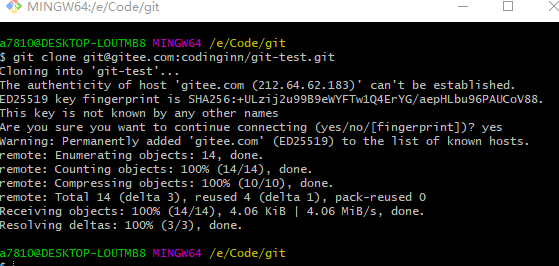 MINGW64:/e/Code/git
a7810@DESKTOP-LOUTMB8 MINGW64 /e/Code/git
$ git clone git@gitee.com:codinginn/git-test.git
Cloning into 'git-test'...
The authenticity of host 'gitee.com (212.64.62.183)' can't be established.
ED25519 key fingerprint is SHA256:+ULzij2u99B9eWYFTw1Q4ErYG/aepHLbu96PAUCoV88.
This key is not known by any other names
Are you sure you want to continue connecting (yes/no/[fingerprint])? yes
Warning: Permanently added 'gitee.com' (ED25519) to the list of known hosts.
remote: Enumerating objects: 14, done.
remote: Counting objects: 100% (14/14), done.
remote: Compressing objects: 100% (10/10), done.
remote: Total 14 (delta 3), reused 4 (delta 1), pack-reused 0
Receiving objects: 100% (14/14), 4.06 KiB | 4.06 MiB/s, done.
Resolving deltas: 100% (3/3), done.
a7810@DESKTOP-LOUTMB8 MINGW64 /e/Code/git
$